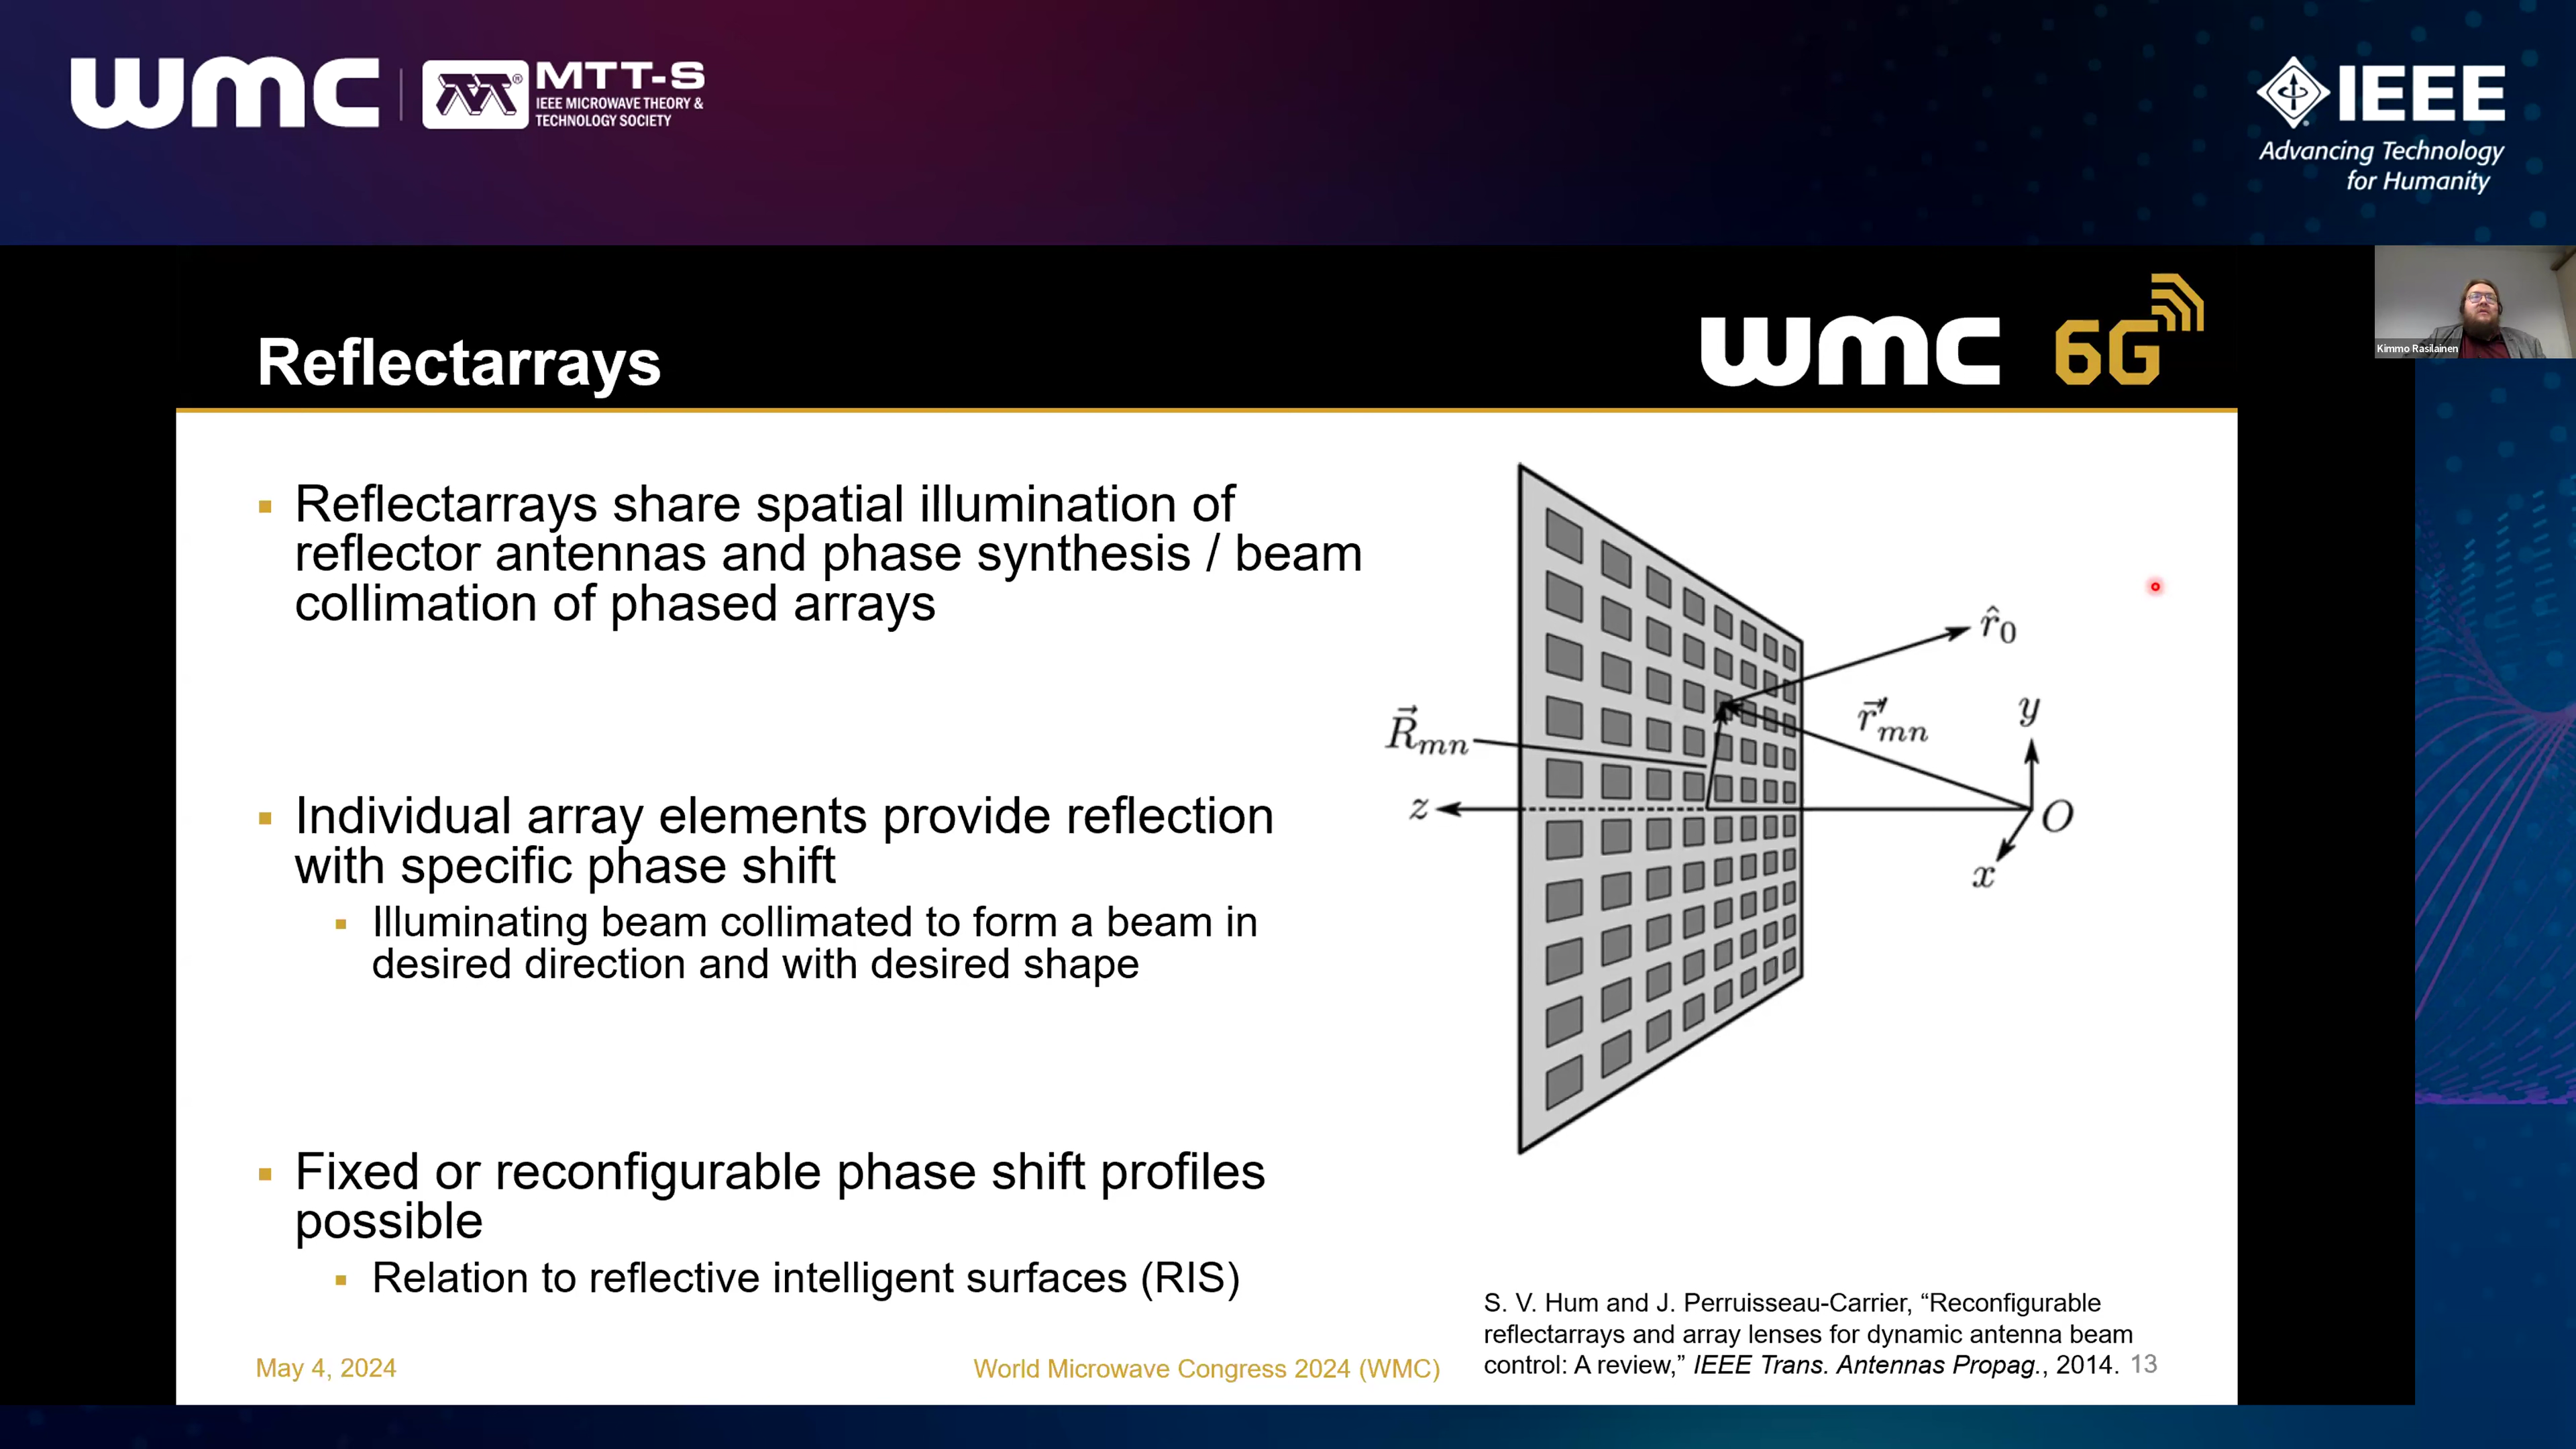 wmc
MTT-S
IEEE MICROWAVE THEORY &
TECHNOLOGY SOCIETY
IEEE
Advancing Technology
for Humanity
Kimmo Rasilainen
Reflectarrays
wmc 6G
▪ Reflectarrays share spatial illumination of
reflector antennas and phase synthesis / beam
collimation of phased arrays
▪ Individual array elements provide reflection
with specific phase shift
▪ Illuminating beam collimated to form a beam in
desired direction and with desired shape
▪ Fixed or reconfigurable phase shift profiles
possible
▪ Relation to reflective intelligent surfaces (RIS)
r̂₀
r⃗′mn
R⃗mn
y
z
O
x
S. V. Hum and J. Perruisseau-Carrier, “Reconfigurable
reflectarrays and array lenses for dynamic antenna beam
control: A review,” IEEE Trans. Antennas Propag., 2014.
May 4, 2024
World Microwave Congress 2024 (WMC)
13